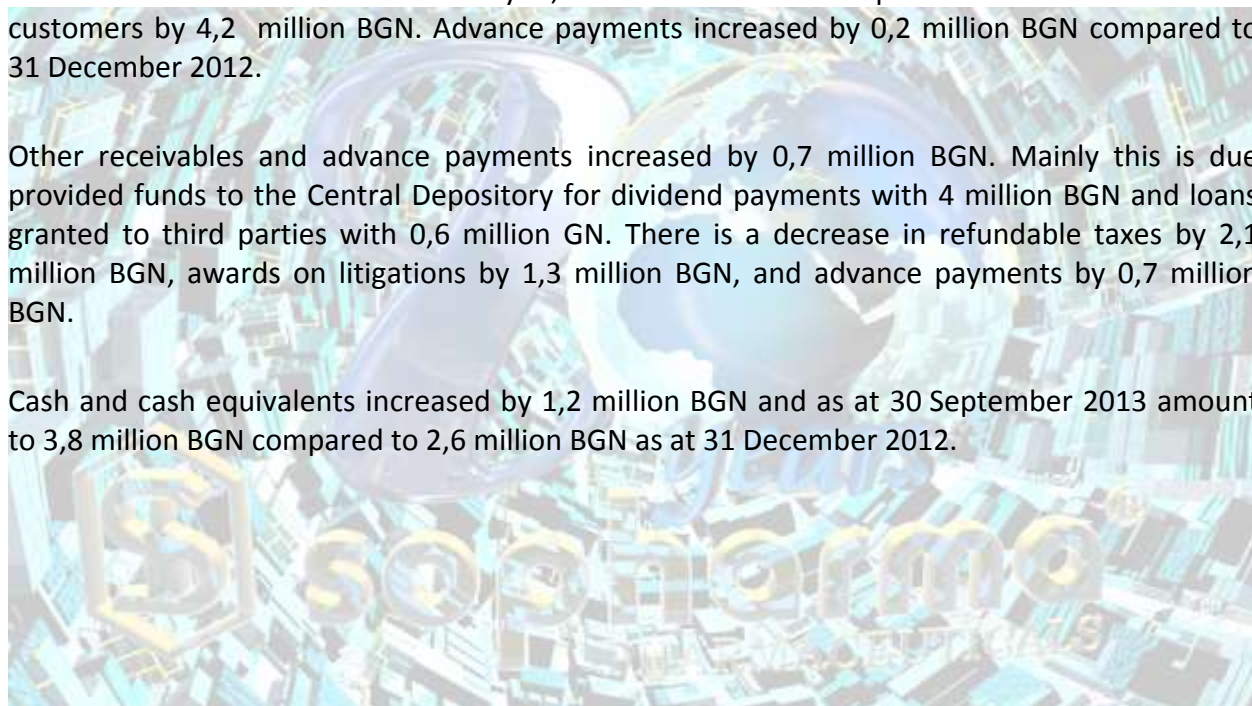 customers by 4,2 million BGN. Advance payments increased by 0,2 million BGN compared to
31 December 2012.
Other receivables and advance payments increased by 0,7 million BGN. Mainly this is due
provided funds to the Central Depository for dividend payments with 4 million BGN and loans
granted to third parties with 0,6 million GN. There is a decrease in refundable taxes by 2,1
million BGN, awards on litigations by 1,3 million BGN, and advance payments by 0,7 million
BGN.
Cash and cash equivalents increased by 1,2 million BGN and as at 30 September 2013 amount
to 3,8 million BGN compared to 2,6 million BGN as at 31 December 2012.
years
sopharma